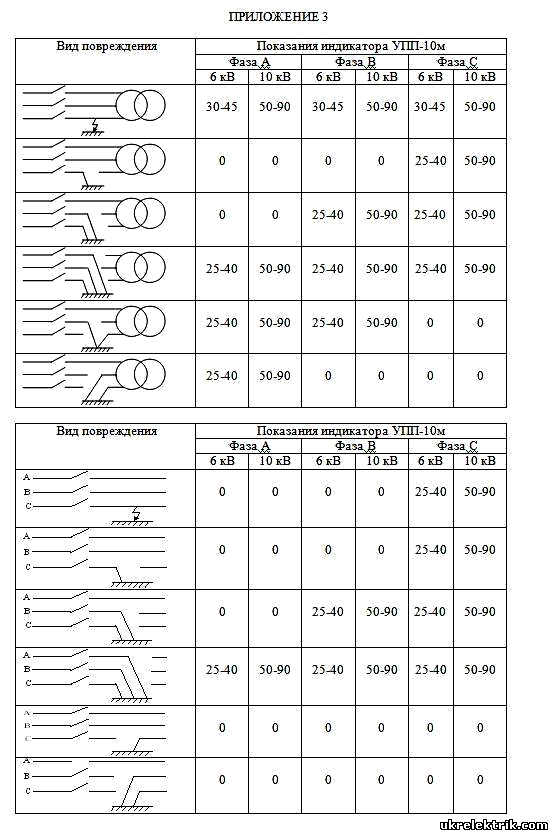 ПРИЛОЖЕНИЕ 3
Вид повреждения Показания индикатора УПП-10м
Фаза А Фаза В Фаза С
6 кВ 10 кВ 6 кВ 10 кВ 6 кВ 10 кВ
30-45 50-90 30-45 50-90 30-45 50-90
0 0 0 0 25-40 50-90
0 0 25-40 50-90 25-40 50-90
25-40 50-90 25-40 50-90 25-40 50-90
25-40 50-90 25-40 50-90 0 0
25-40 50-90 0 0 0 0
Вид повреждения Показания индикатора УПП-10м
Фаза А Фаза В Фаза С
6 кВ 10 кВ 6 кВ 10 кВ 6 кВ 10 кВ
А
В 0 0 0 0 25-40 50-90
С
А
В 0 0 0 0 25-40 50-90
С
А
В 0 0 25-40 50-90 25-40 50-90
С
А
В 25-40 50-90 25-40 50-90 25-40 50-90
С
А
В 0 0 0 0 0 0
С
А
В 0 0 0 0 0 0
С
ukrelektrik.com